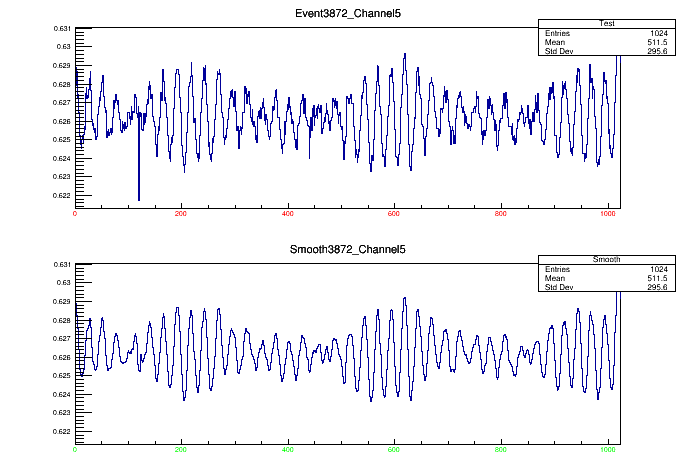 Event3872_Channel5
Test
Entries 1024
Mean 511.5
Std Dev 295.6
0.631
0.63
0.629
0.628
0.627
0.626
0.625
0.624
0.623
0.622
0 200 400 600 800 1000
Smooth3872_Channel5
Smooth
Entries 1024
Mean 511.5
Std Dev 295.6
0.631
0.63
0.629
0.628
0.627
0.626
0.625
0.624
0.623
0.622
0 200 400 600 800 1000